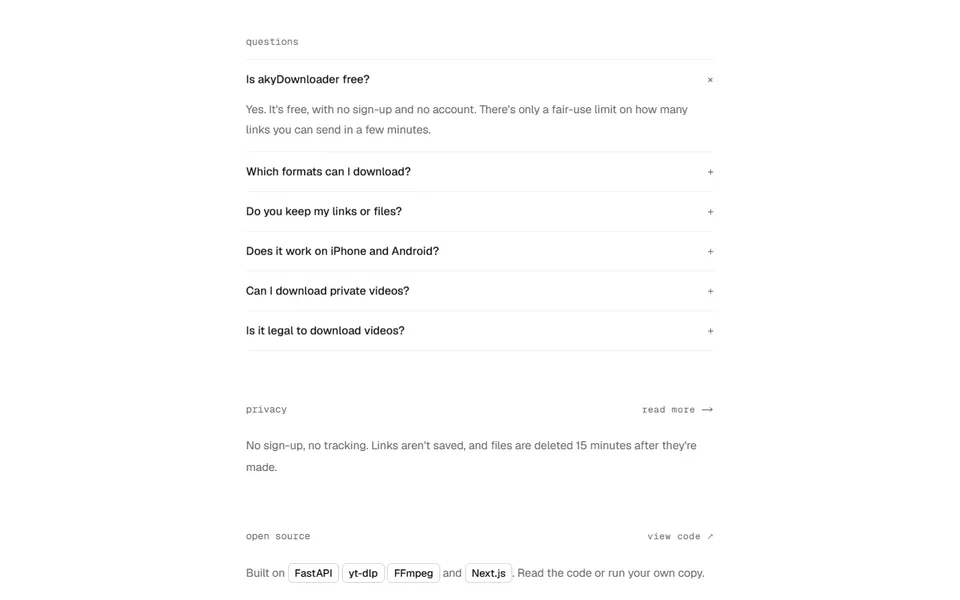 questions
Is akyDownloader free? ×
Yes. It's free, with no sign-up and no account. There's only a fair-use limit on how many
links you can send in a few minutes.
Which formats can I download? +
Do you keep my links or files? +
Does it work on iPhone and Android? +
Can I download private videos? +
Is it legal to download videos? +
privacy read more →
No sign-up, no tracking. Links aren't saved, and files are deleted 15 minutes after they're
made.
open source view code ↗
Built on FastAPI yt-dlp FFmpeg and Next.js. Read the code or run your own copy.